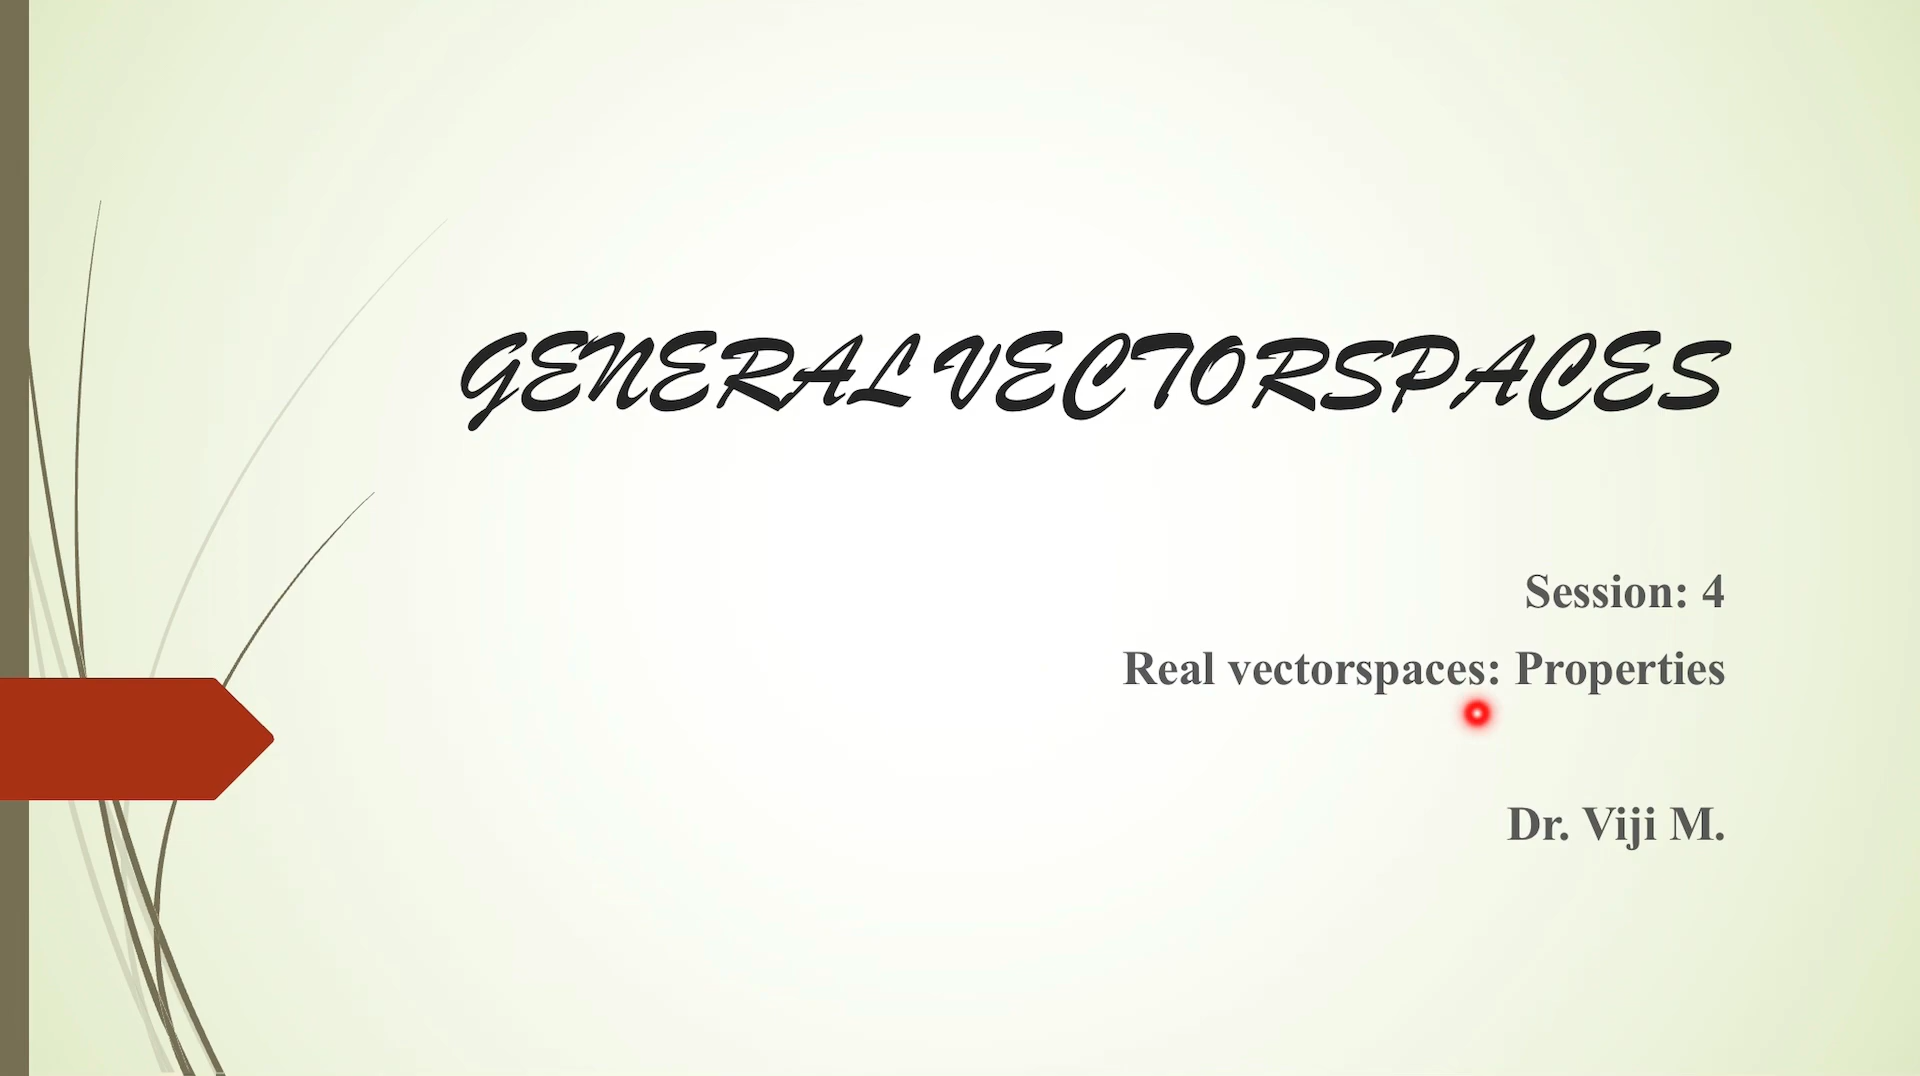 GENERAL VECTORSPACES
Session: 4
Real vectorspaces: Properties
Dr. Viji M.